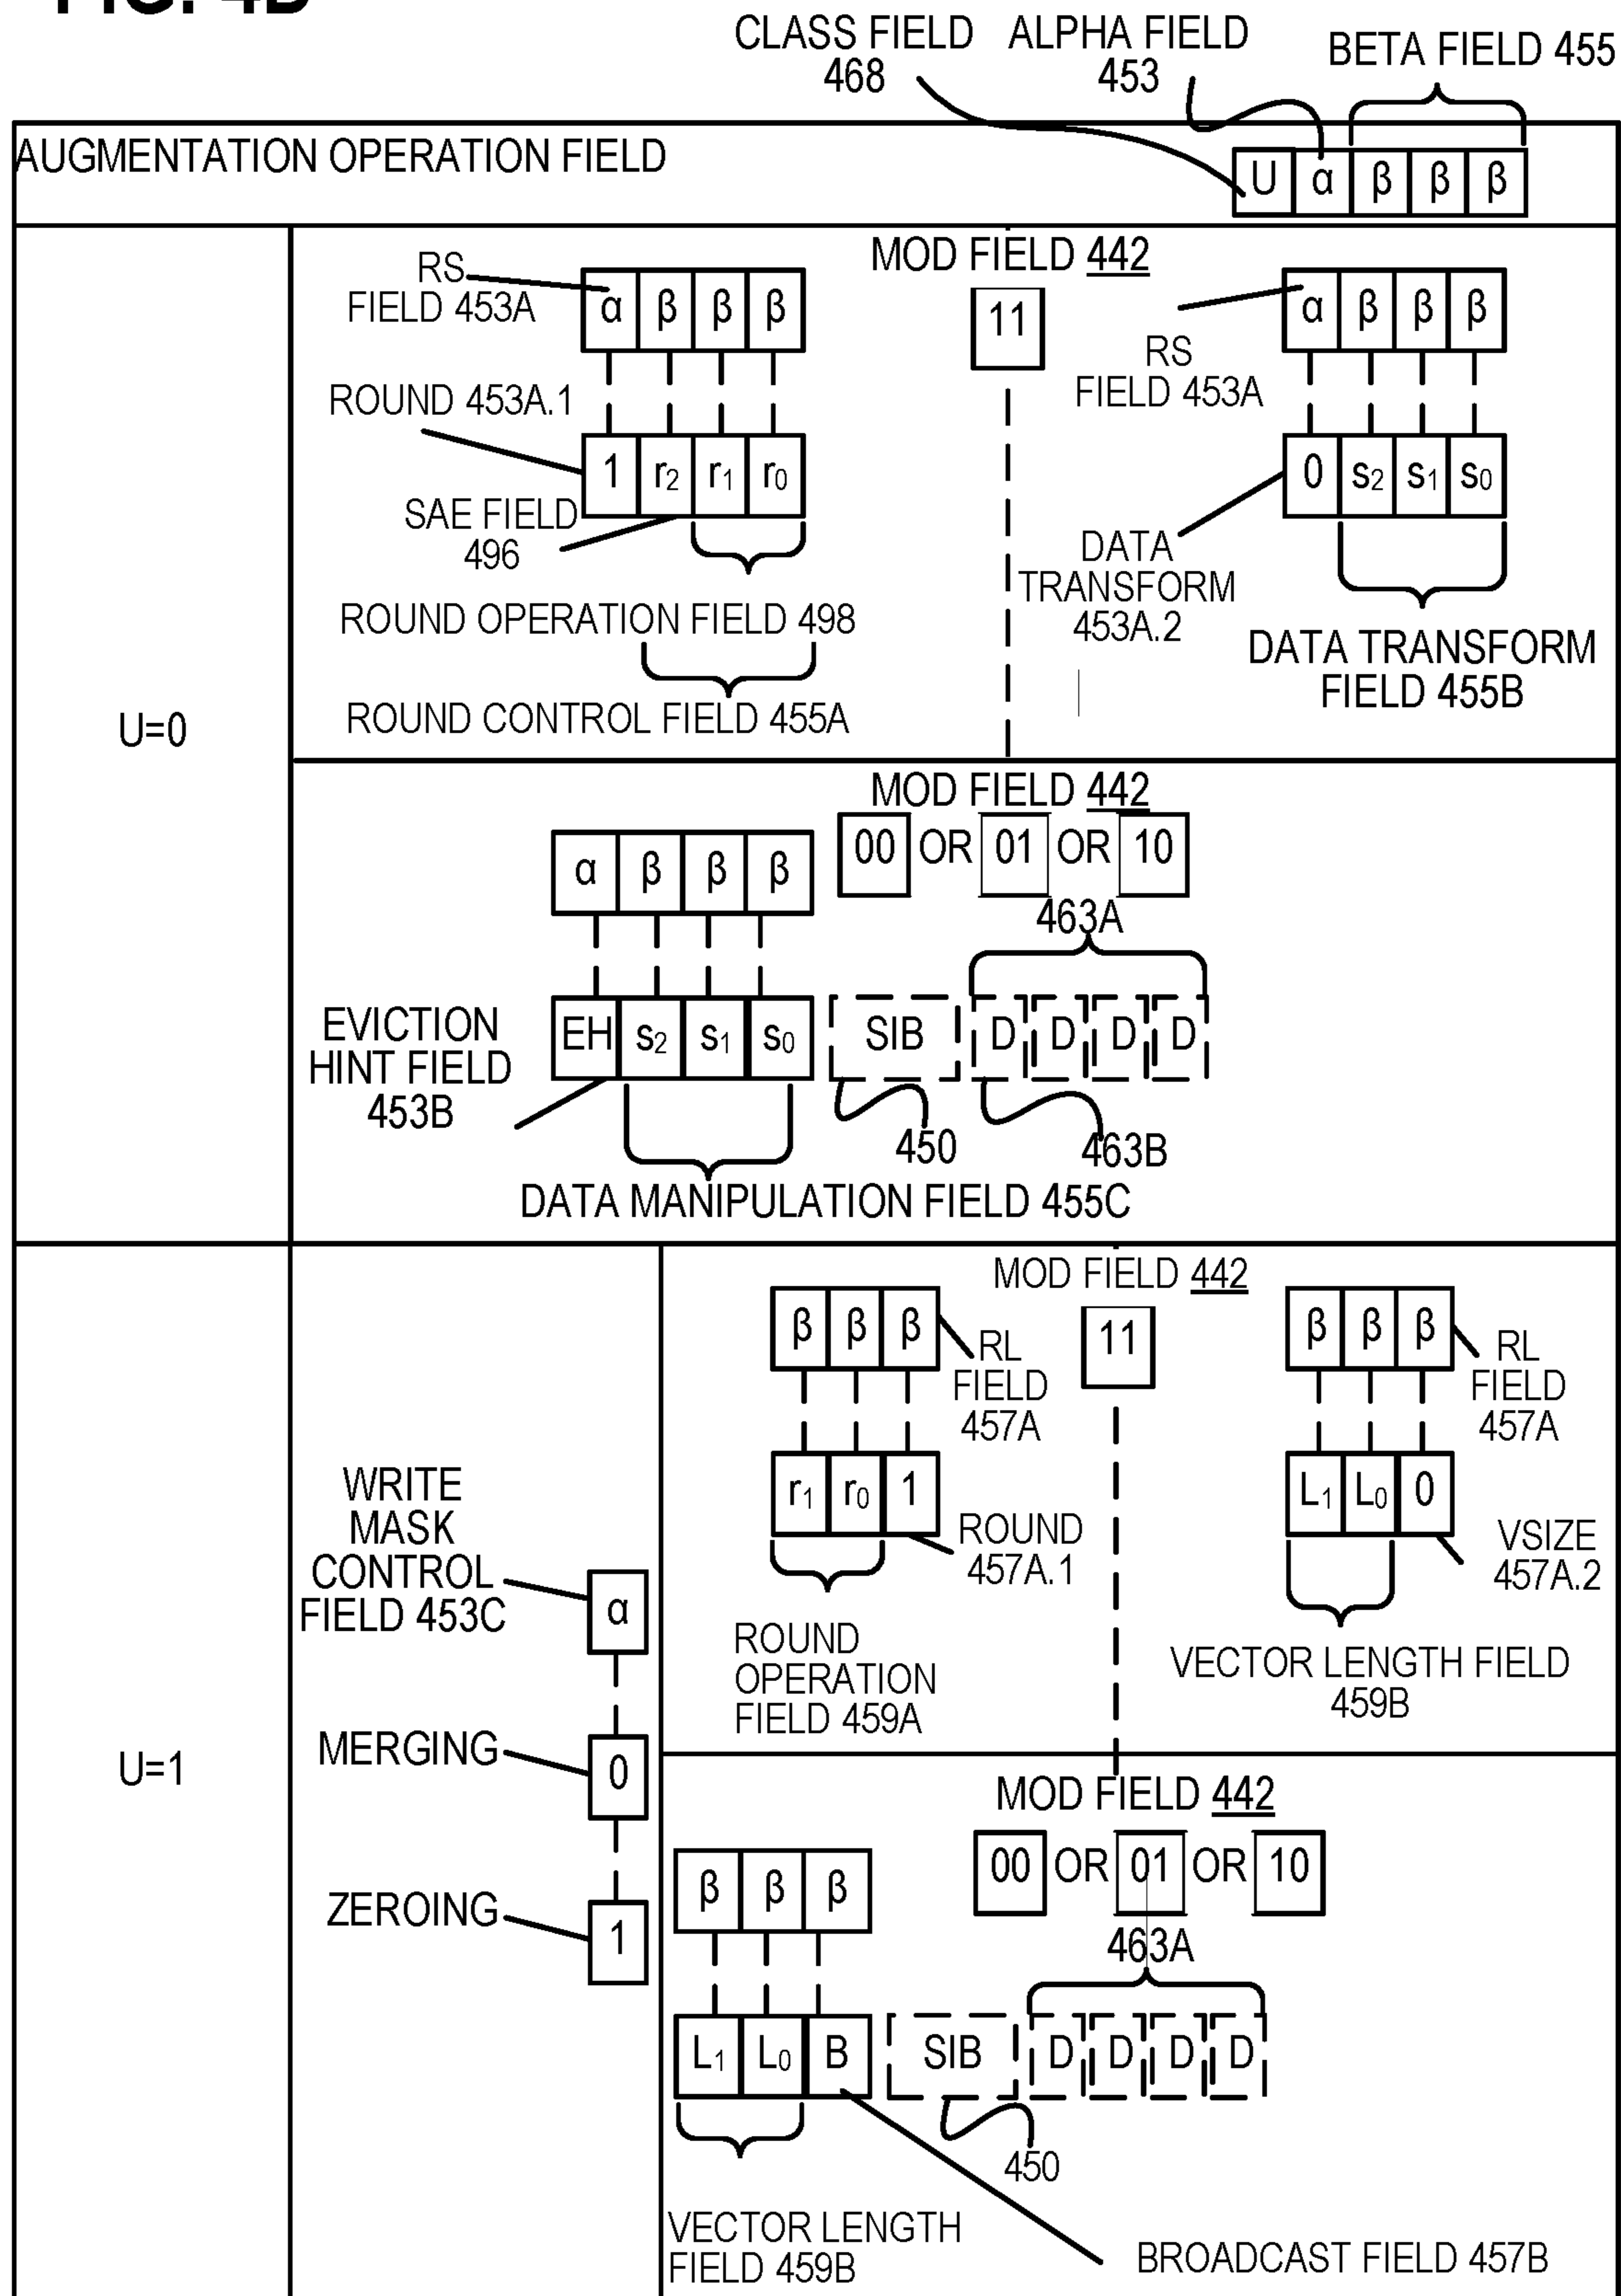 FIG. 4D
CLASS FIELD 468
ALPHA FIELD 453
BETA FIELD 455
AUGMENTATION OPERATION FIELD
U α β β β
U=0
MOD FIELD 442
11
RS FIELD 453A
α β β β
ROUND 453A.1
1 r2 r1 r0
SAE FIELD 496
ROUND OPERATION FIELD 498
ROUND CONTROL FIELD 455A
α β β β
RS FIELD 453A
0 s2 s1 s0
DATA TRANSFORM 453A.2
DATA TRANSFORM FIELD 455B
MOD FIELD 442
00 OR 01 OR 10
α β β β
463A
EVICTION HINT FIELD 453B
EH s2 s1 s0 SIB D D D D
450
463B
DATA MANIPULATION FIELD 455C
U=1
WRITE MASK CONTROL FIELD 453C
α
MERGING
0
ZEROING
1
MOD FIELD 442
11
β β β
RL FIELD 457A
r1 r0 1
ROUND 457A.1
ROUND OPERATION FIELD 459A
β β β
RL FIELD 457A
L1 L0 0
VSIZE 457A.2
VECTOR LENGTH FIELD 459B
MOD FIELD 442
00 OR 01 OR 10
β β β
463A
L1 L0 B SIB D D D D
450
VECTOR LENGTH FIELD 459B
BROADCAST FIELD 457B